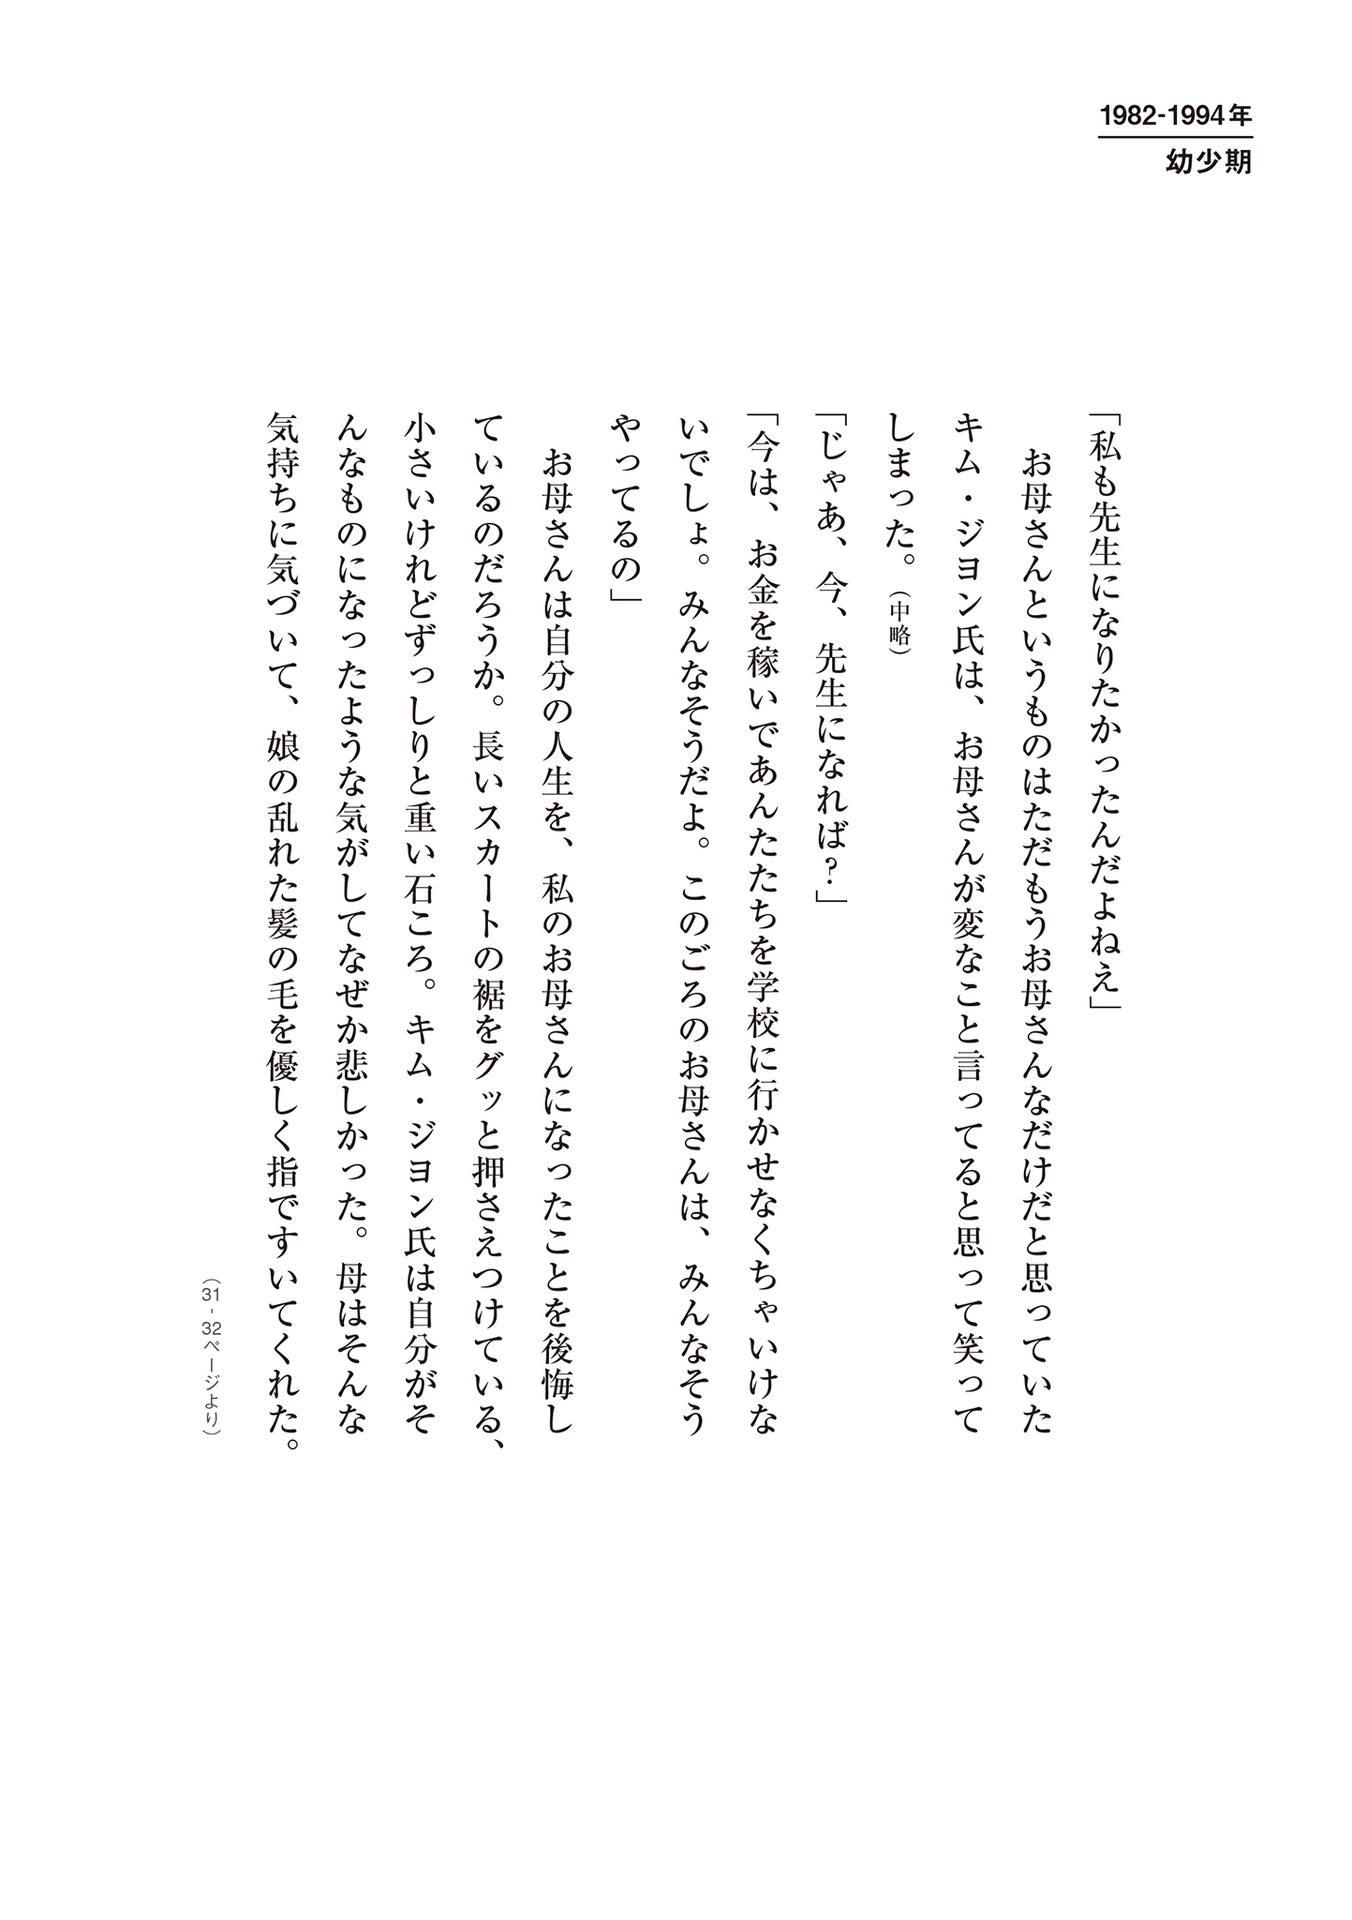 1982-1994年
幼少期
「私も先生になりたかったんだよねえ」
　お母さんというものはただもうお母さんなだけだと思っていた
キム・ジヨン氏は、お母さんが変なこと言ってると思って笑って
しまった。（中略）
「じゃあ、今、先生になれば？」
「今は、お金を稼いであんたたちを学校に行かせなくちゃいけな
いでしょ。みんなそうだよ。このごろのお母さんは、みんなそう
やってるの」
　お母さんは自分の人生を、私のお母さんになったことを後悔し
ているのだろうか。長いスカートの裾をグッと押さえつけている、
小さいけれどずっしりと重い石ころ。キム・ジヨン氏は自分がそ
んなものになったような気がしてなぜか悲しかった。母はそんな
気持ちに気づいて、娘の乱れた髪の毛を優しく指ですいてくれた。
（31-32ページより）